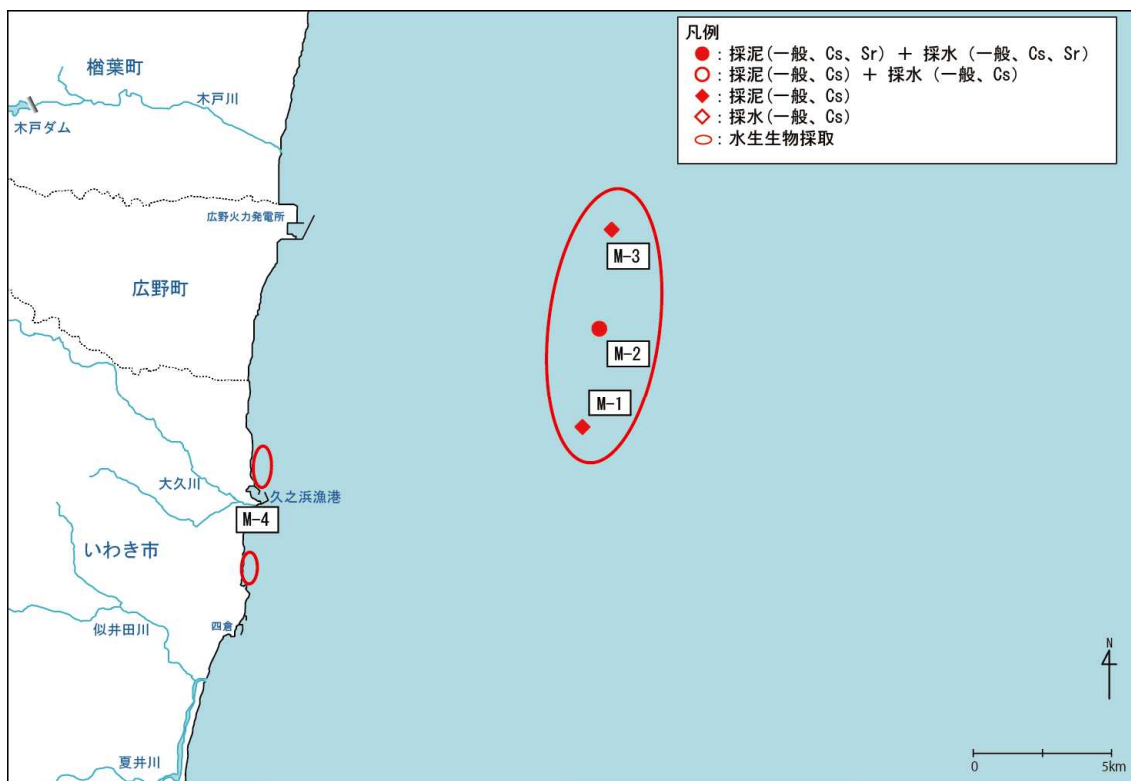 凡例
● : 採泥(一般、Cs、Sr) + 採水 (一般、Cs、Sr)
○ : 採泥(一般、Cs) + 採水 (一般、Cs)
◆ : 採泥(一般、Cs)
◇ : 採水(一般、Cs)
⬭ : 水生生物採取
楢葉町
木戸川
木戸ダム
広野火力発電所
M-3
広野町
M-2
M-1
大久川
久之浜漁港
M-4
いわき市
四倉
似井田川
N
夏井川
0
5km